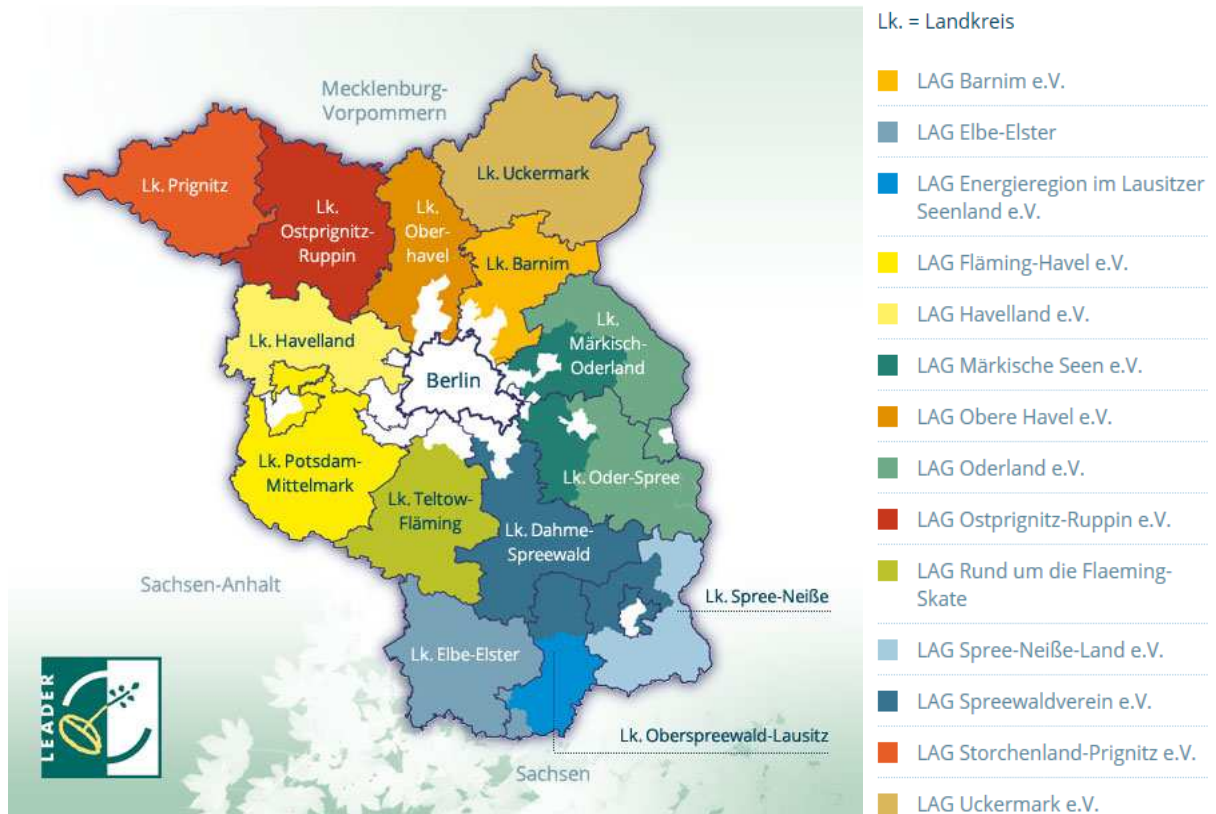 Lk. = Landkreis
Mecklenburg-
Vorpommern
Lk. Prignitz
Lk.
Ostprignitz-
Ruppin
Lk.
Ober-
havel
Lk. Uckermark
Lk. Barnim
Lk. Havelland
Berlin
Lk.
Märkisch-
Oderland
Lk. Potsdam-
Mittelmark
Lk. Teltow-
Fläming
Lk. Oder-Spree
Lk. Dahme-
Spreewald
Sachsen-Anhalt
Lk. Spree-Neiße
Lk. Elbe-Elster
Lk. Oberspreewald-Lausitz
Sachsen
LEADER
LAG Barnim e.V.
LAG Elbe-Elster
LAG Energieregion im Lausitzer
Seenland e.V.
LAG Fläming-Havel e.V.
LAG Havelland e.V.
LAG Märkische Seen e.V.
LAG Obere Havel e.V.
LAG Oderland e.V.
LAG Ostprignitz-Ruppin e.V.
LAG Rund um die Flaeming-
Skate
LAG Spree-Neiße-Land e.V.
LAG Spreewaldverein e.V.
LAG Storchenland-Prignitz e.V.
LAG Uckermark e.V.